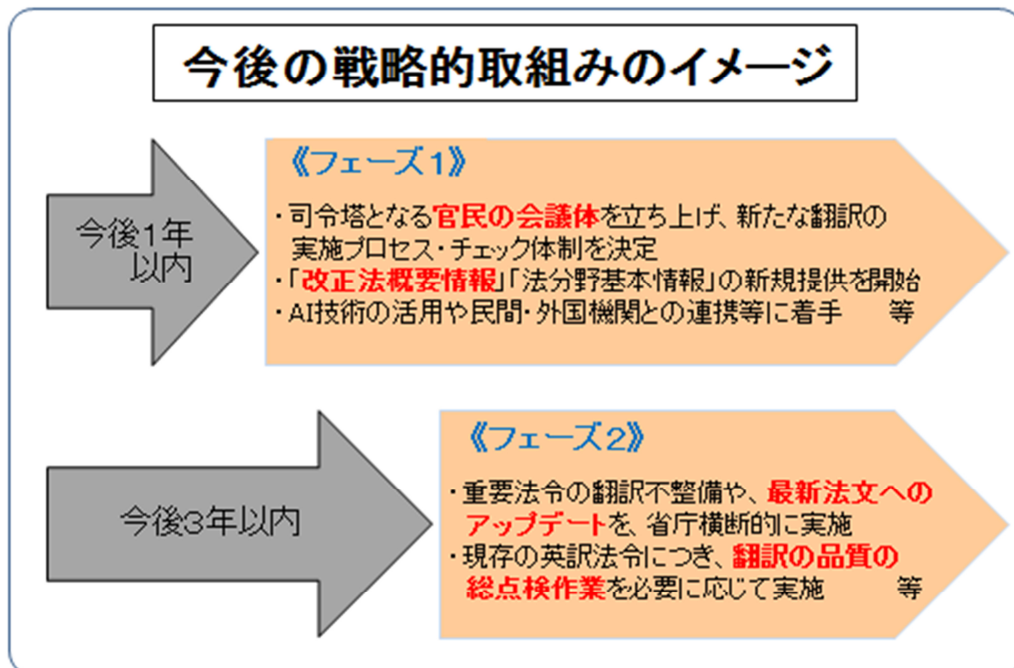 今後の戦略的取組みのイメージ
今後1年
以内
《フェーズ1》
・司令塔となる官民の会議体を立ち上げ、新たな翻訳の
実施プロセス・チェック体制を決定
・「改正法概要情報」「法分野基本情報」の新規提供を開始
・AI技術の活用や民間・外国機関との連携等に着手　等
今後3年以内
《フェーズ2》
・重要法令の翻訳不整備や、最新法文への
アップデートを、省庁横断的に実施
・現存の英訳法令につき、翻訳の品質の
総点検作業を必要に応じて実施　等